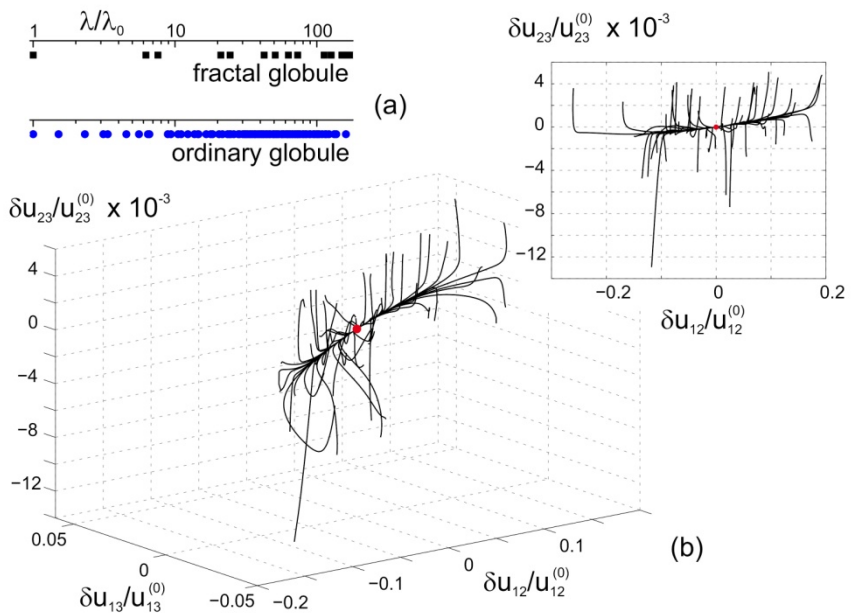 λ/λ₀
1 10 100
fractal globule
ordinary globule
(a)
δu₂₃/u₂₃⁽⁰⁾ x 10⁻³
4
0
−4
−8
−12
−0.2 0 0.2
δu₁₂/u₁₂⁽⁰⁾
δu₂₃/u₂₃⁽⁰⁾ x 10⁻³
4
0
−4
−8
−12
0.05
0
−0.05
δu₁₃/u₁₃⁽⁰⁾
−0.2
−0.1
0
0.1
δu₁₂/u₁₂⁽⁰⁾
(b)